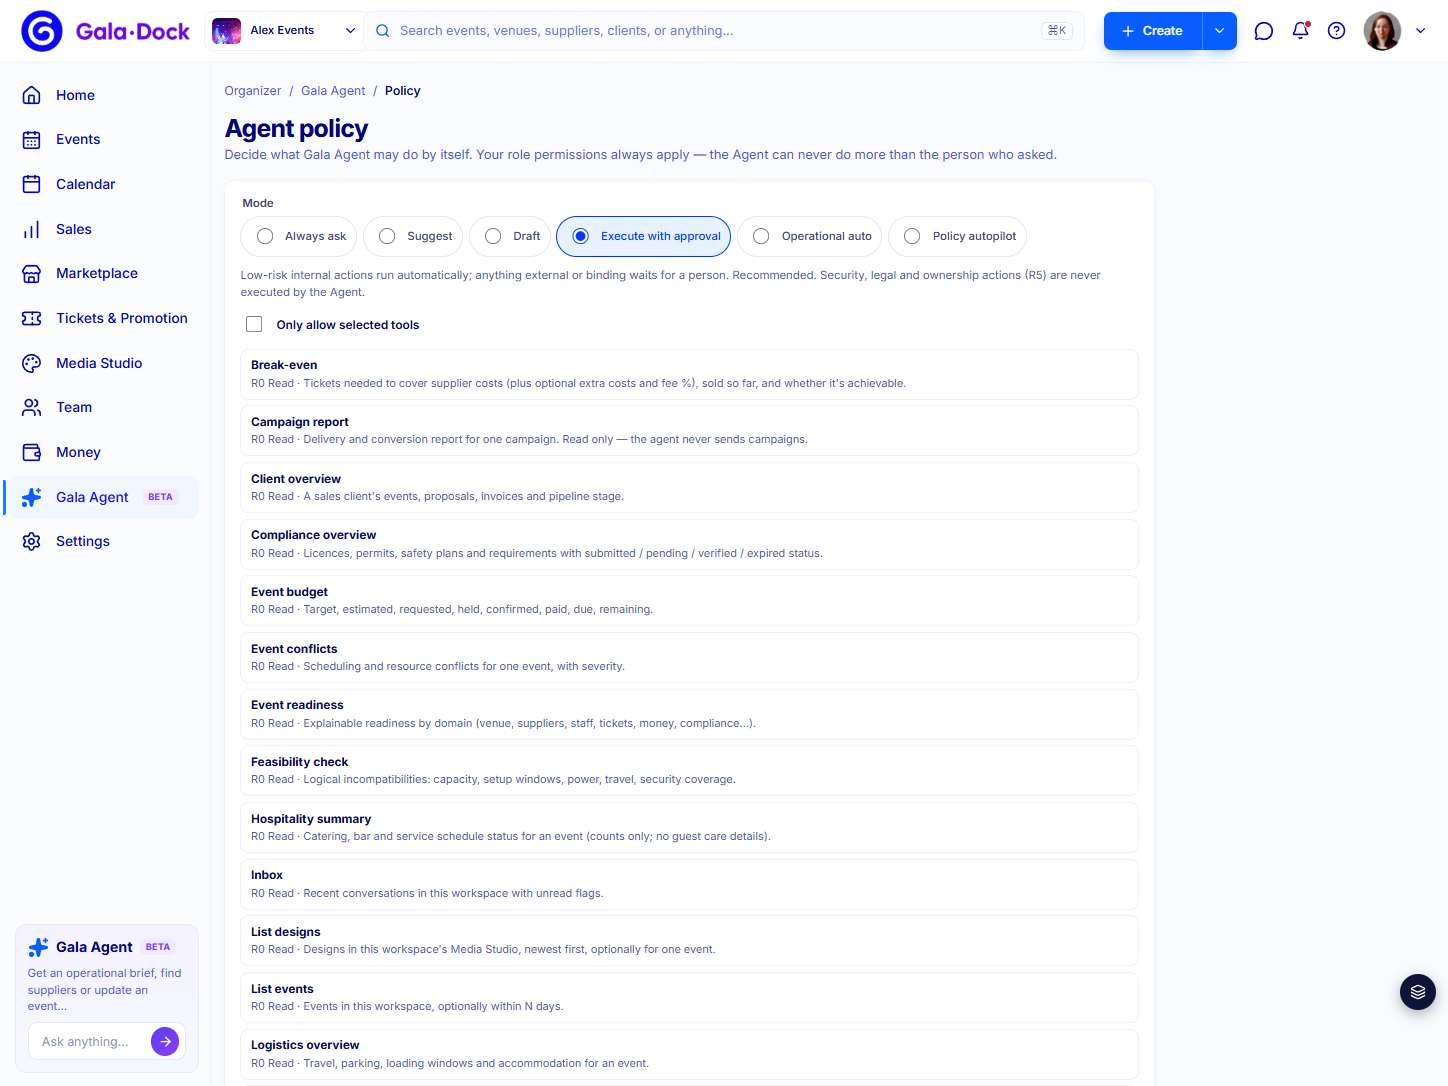 Gala·Dock
Alex Events
Search events, venues, suppliers, clients, or anything...
⌘K
+ Create
Home
Events
Calendar
Sales
Marketplace
Tickets & Promotion
Media Studio
Team
Money
Gala Agent BETA
Settings
Organizer / Gala Agent / Policy
Agent policy
Decide what Gala Agent may do by itself. Your role permissions always apply — the Agent can never do more than the person who asked.
Mode
Always ask
Suggest
Draft
Execute with approval
Operational auto
Policy autopilot
Low-risk internal actions run automatically; anything external or binding waits for a person. Recommended. Security, legal and ownership actions (R5) are never
executed by the Agent.
Only allow selected tools
Break-even
R0 Read · Tickets needed to cover supplier costs (plus optional extra costs and fee %), sold so far, and whether it's achievable.
Campaign report
R0 Read · Delivery and conversion report for one campaign. Read only — the agent never sends campaigns.
Client overview
R0 Read · A sales client's events, proposals, invoices and pipeline stage.
Compliance overview
R0 Read · Licences, permits, safety plans and requirements with submitted / pending / verified / expired status.
Event budget
R0 Read · Target, estimated, requested, held, confirmed, paid, due, remaining.
Event conflicts
R0 Read · Scheduling and resource conflicts for one event, with severity.
Event readiness
R0 Read · Explainable readiness by domain (venue, suppliers, staff, tickets, money, compliance...).
Feasibility check
R0 Read · Logical incompatibilities: capacity, setup windows, power, travel, security coverage.
Hospitality summary
R0 Read · Catering, bar and service schedule status for an event (counts only; no guest care details).
Inbox
R0 Read · Recent conversations in this workspace with unread flags.
List designs
R0 Read · Designs in this workspace's Media Studio, newest first, optionally for one event.
List events
R0 Read · Events in this workspace, optionally within N days.
Logistics overview
R0 Read · Travel, parking, loading windows and accommodation for an event.
Gala Agent BETA
Get an operational brief, find
suppliers or update an
event...
Ask anything...